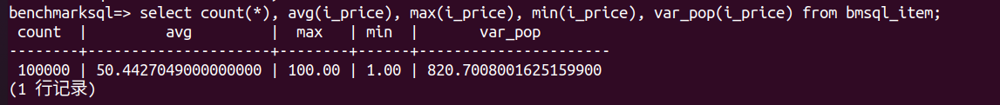 benchmarksql=> select count(*), avg(i_price), max(i_price), min(i_price), var_pop(i_price) from bmsql_item;
 count  |         avg         |  max   | min  |       var_pop
--------+---------------------+--------+------+----------------------
 100000 | 50.4427049000000000 | 100.00 | 1.00 | 820.7008001625159900
(1 行记录)